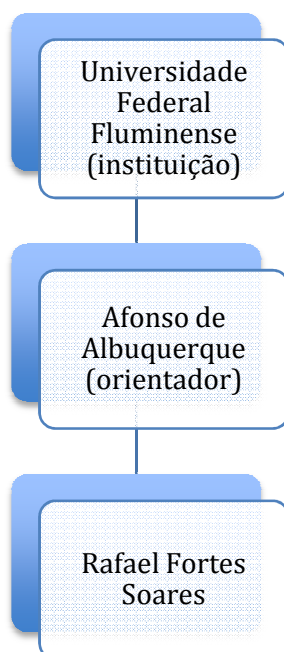 Universidade
Federal
Fluminense
(instituição)
Afonso de
Albuquerque
(orientador)
Rafael Fortes
Soares